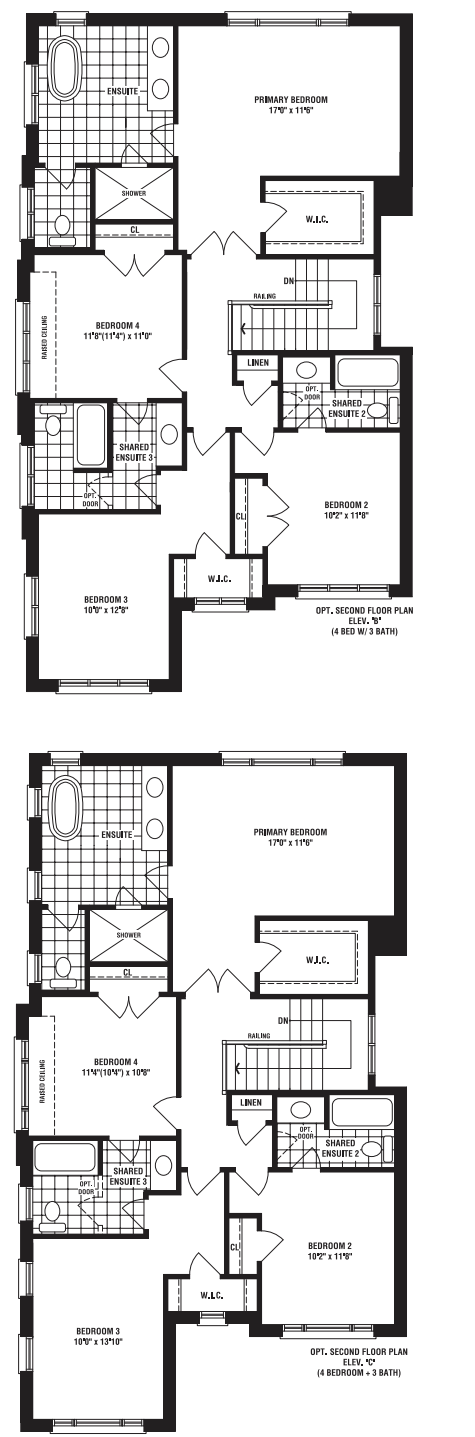 ENSUITE
PRIMARY BEDROOM
17'0" x 11'6"
SHOWER
W.I.C.
CL
DN
RAILING
BEDROOM 4
11'6"(11'4") x 11'0"
RAISED CEILING
LINEN
OPT.
DOOR
SHARED
ENSUITE 2
SHARED
ENSUITE 3
OPT.
DOOR
CL
BEDROOM 2
10'2" x 11'8"
W.I.C.
BEDROOM 3
10'0" x 12'8"
OPT. SECOND FLOOR PLAN
ELEV. "B"
(4 BED W/ 3 BATH)
ENSUITE
PRIMARY BEDROOM
17'0" x 11'6"
SHOWER
W.I.C.
CL
DN
RAILING
BEDROOM 4
11'4"(10'4") x 10'8"
RAISED CEILING
LINEN
OPT.
DOOR
SHARED
ENSUITE 2
SHARED
ENSUITE 3
OPT.
DOOR
CL
BEDROOM 2
10'2" x 11'8"
W.I.C.
BEDROOM 3
10'0" x 13'10"
OPT. SECOND FLOOR PLAN
ELEV. "C"
(4 BEDROOM + 3 BATH)